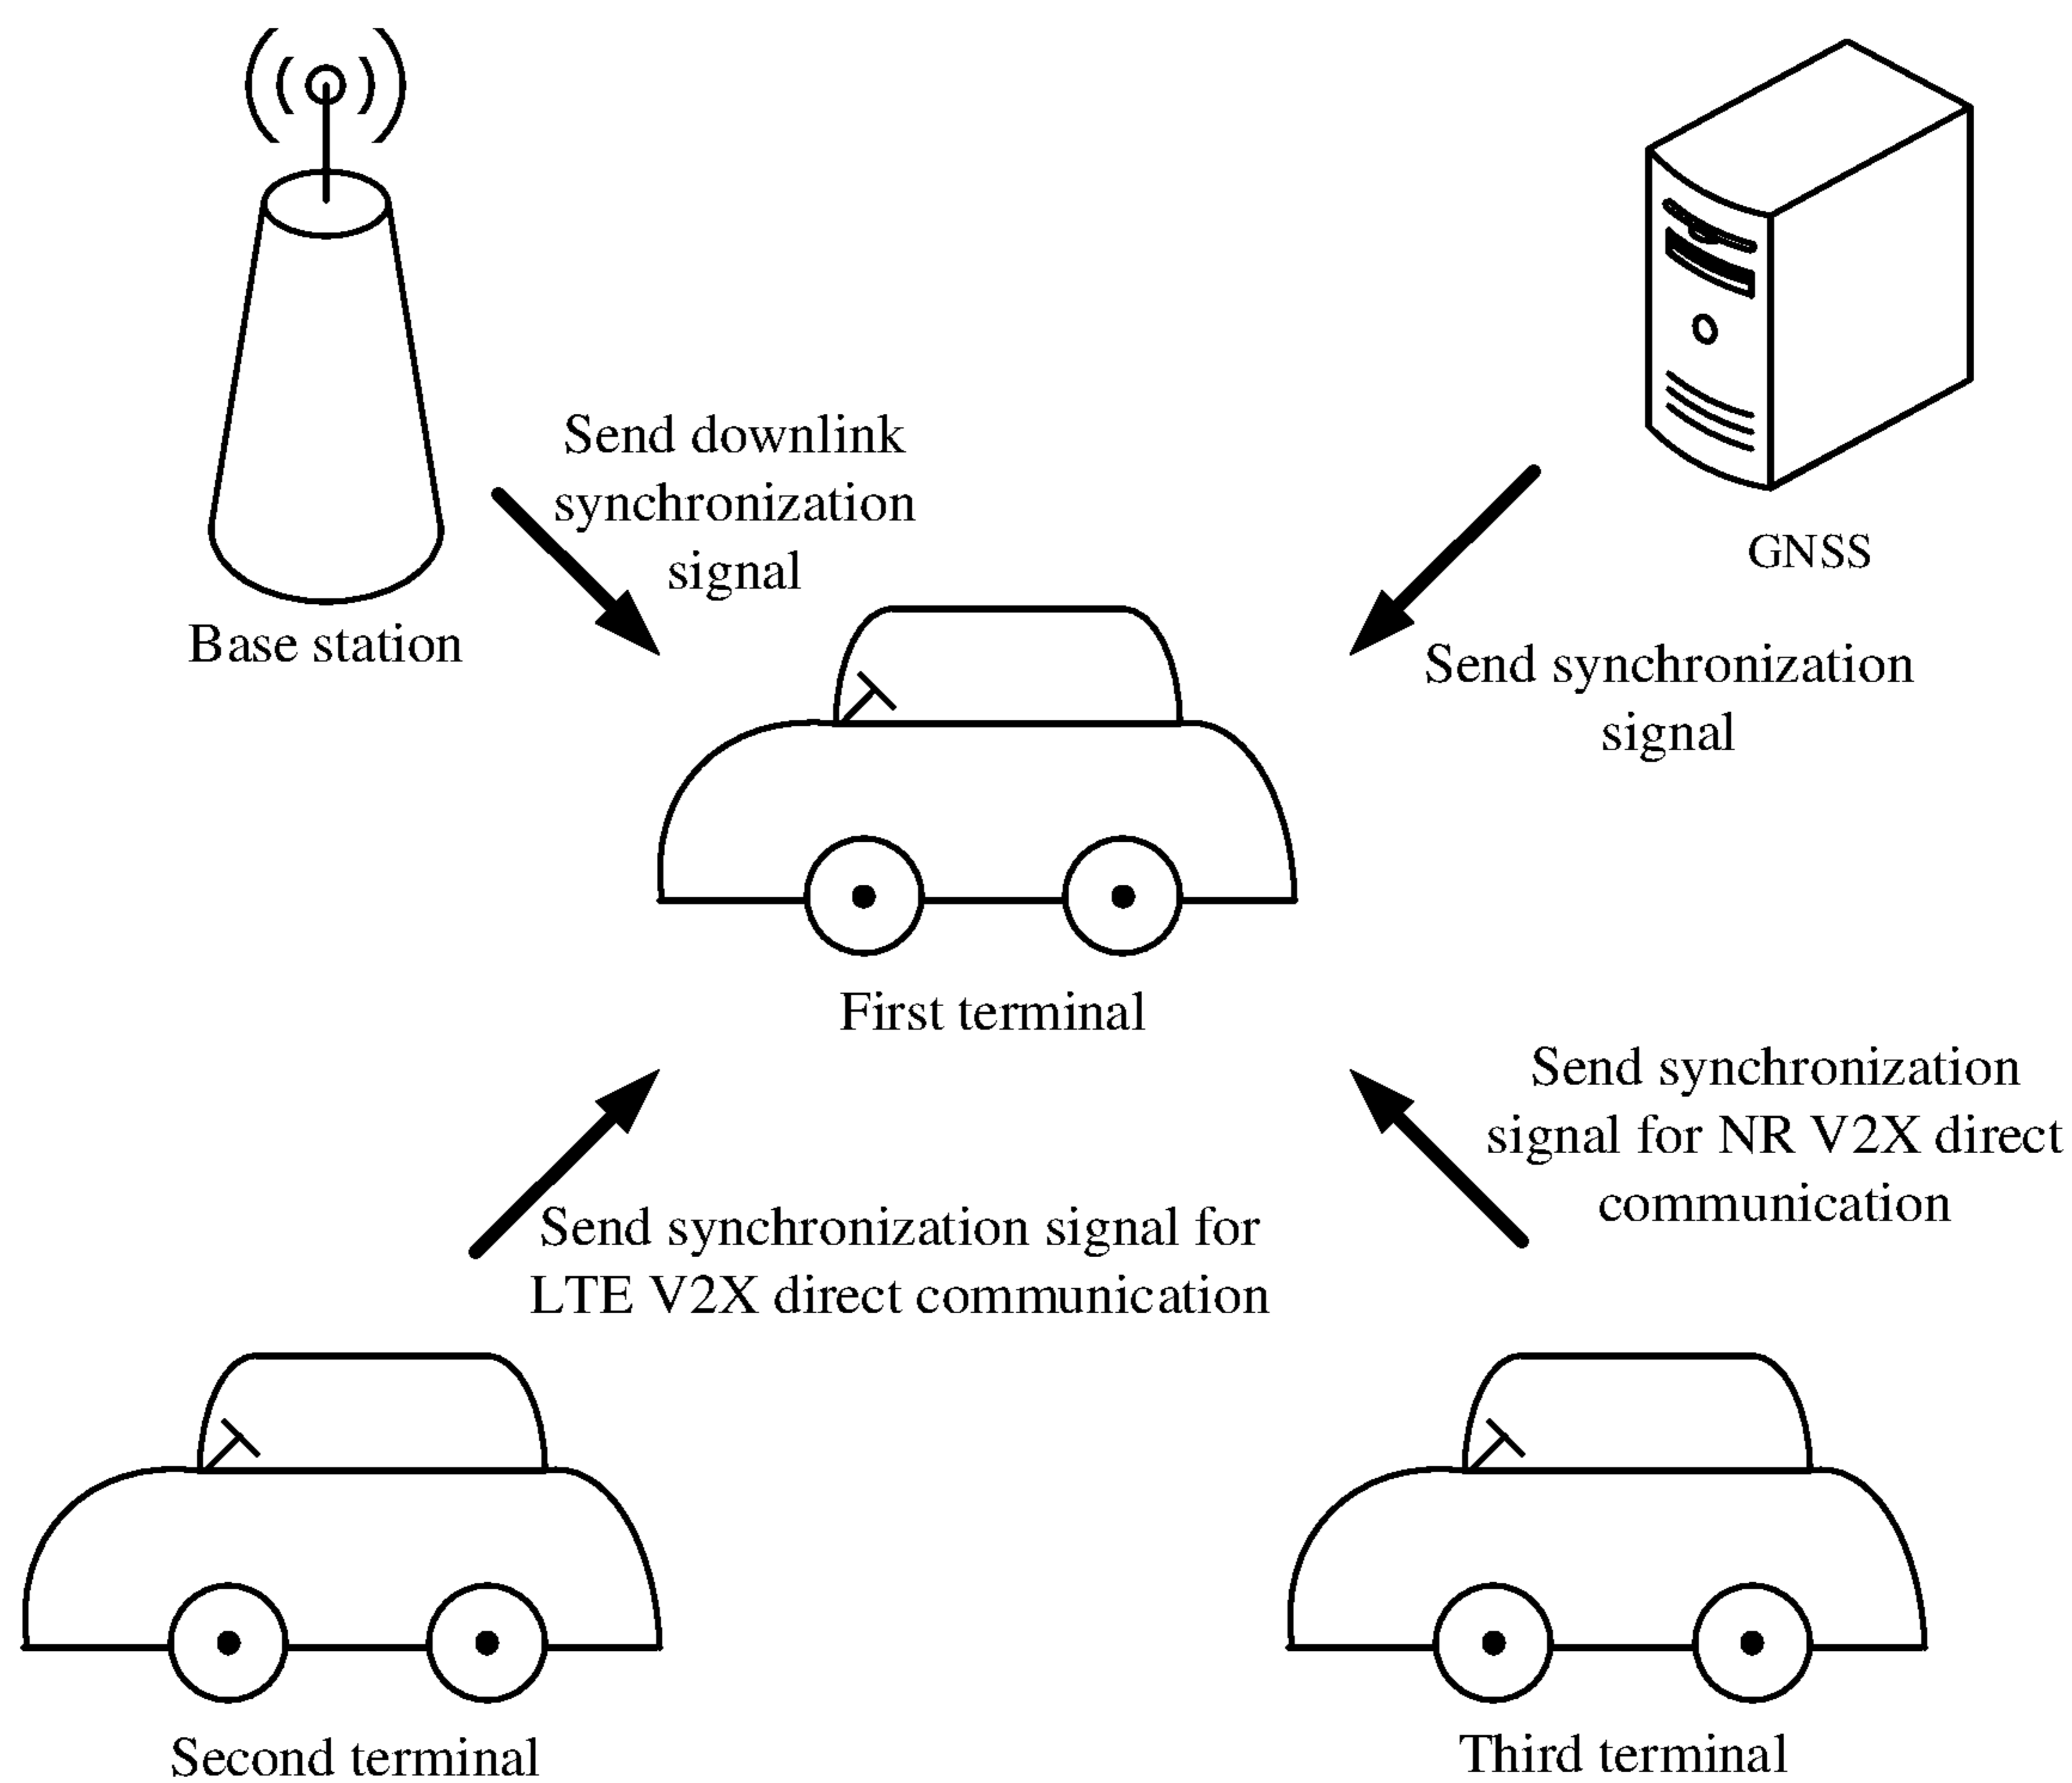 Send downlink
synchronization
signal
Base station
GNSS
Send synchronization
signal
First terminal
Send synchronization
signal for NR V2X direct
communication
Send synchronization signal for
LTE V2X direct communication
Second terminal
Third terminal